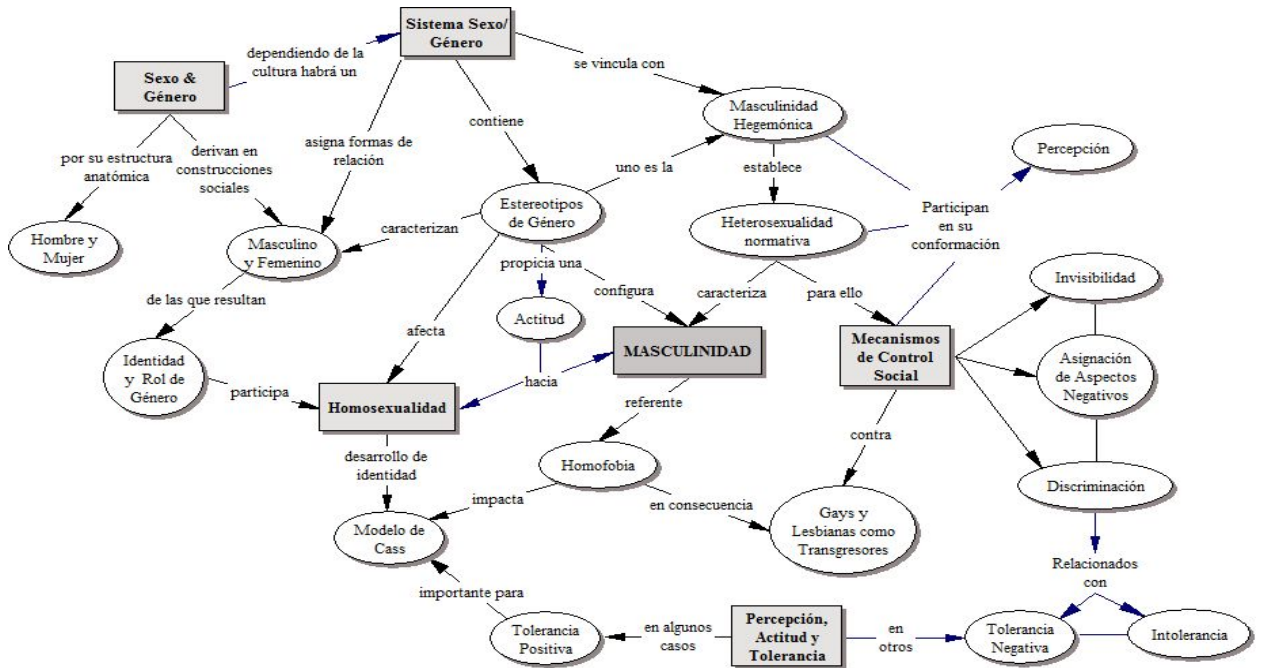 Sistema Sexo/
Género
dependiendo de la
cultura habrá un
Sexo &
Género
se vincula con
Masculinidad
Hegemónica
contiene
asigna formas de
relación
por su estructura
anatómica
derivan en
construcciones
sociales
uno es la
establece
Percepción
Estereotipos
de Género
Heterosexualidad
normativa
Participan
en su
conformación
Hombre y
Mujer
Masculino
y Femenino
caracterizan
propicia una
configura
caracteriza
para ello
Invisibilidad
de las que resultan
Actitud
afecta
MASCULINIDAD
Mecanismos
de Control
Social
Asignación
de Aspectos
Negativos
Identidad
y Rol de
Género
participa
Homosexualidad
hacia
referente
contra
desarrollo de
identidad
Homofobia
Discriminación
impacta
en consecuencia
Modelo de
Cass
Gays y
Lesbianas como
Transgresores
Relacionados
con
importante para
Tolerancia
Positiva
en algunos
casos
Percepción,
Actitud y
Tolerancia
en
otros
Tolerancia
Negativa
Intolerancia